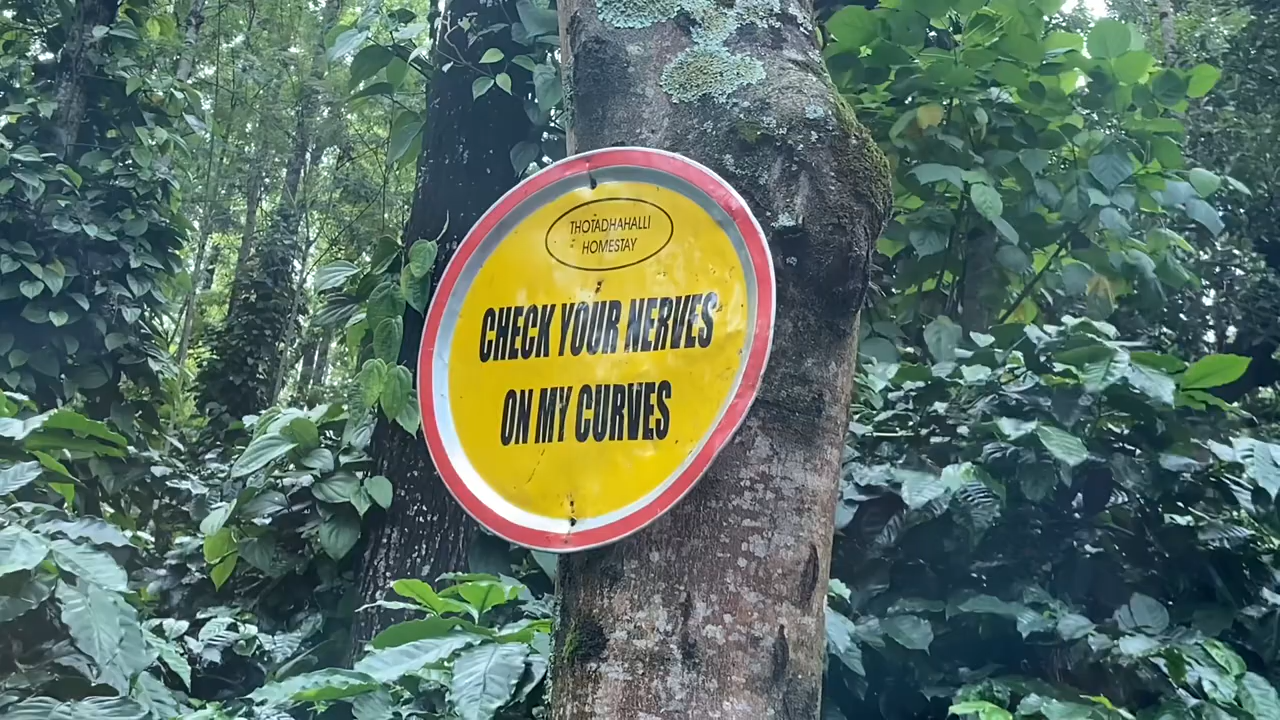 THOTADHAHALLI
HOMESTAY
CHECK YOUR NERVES
ON MY CURVES